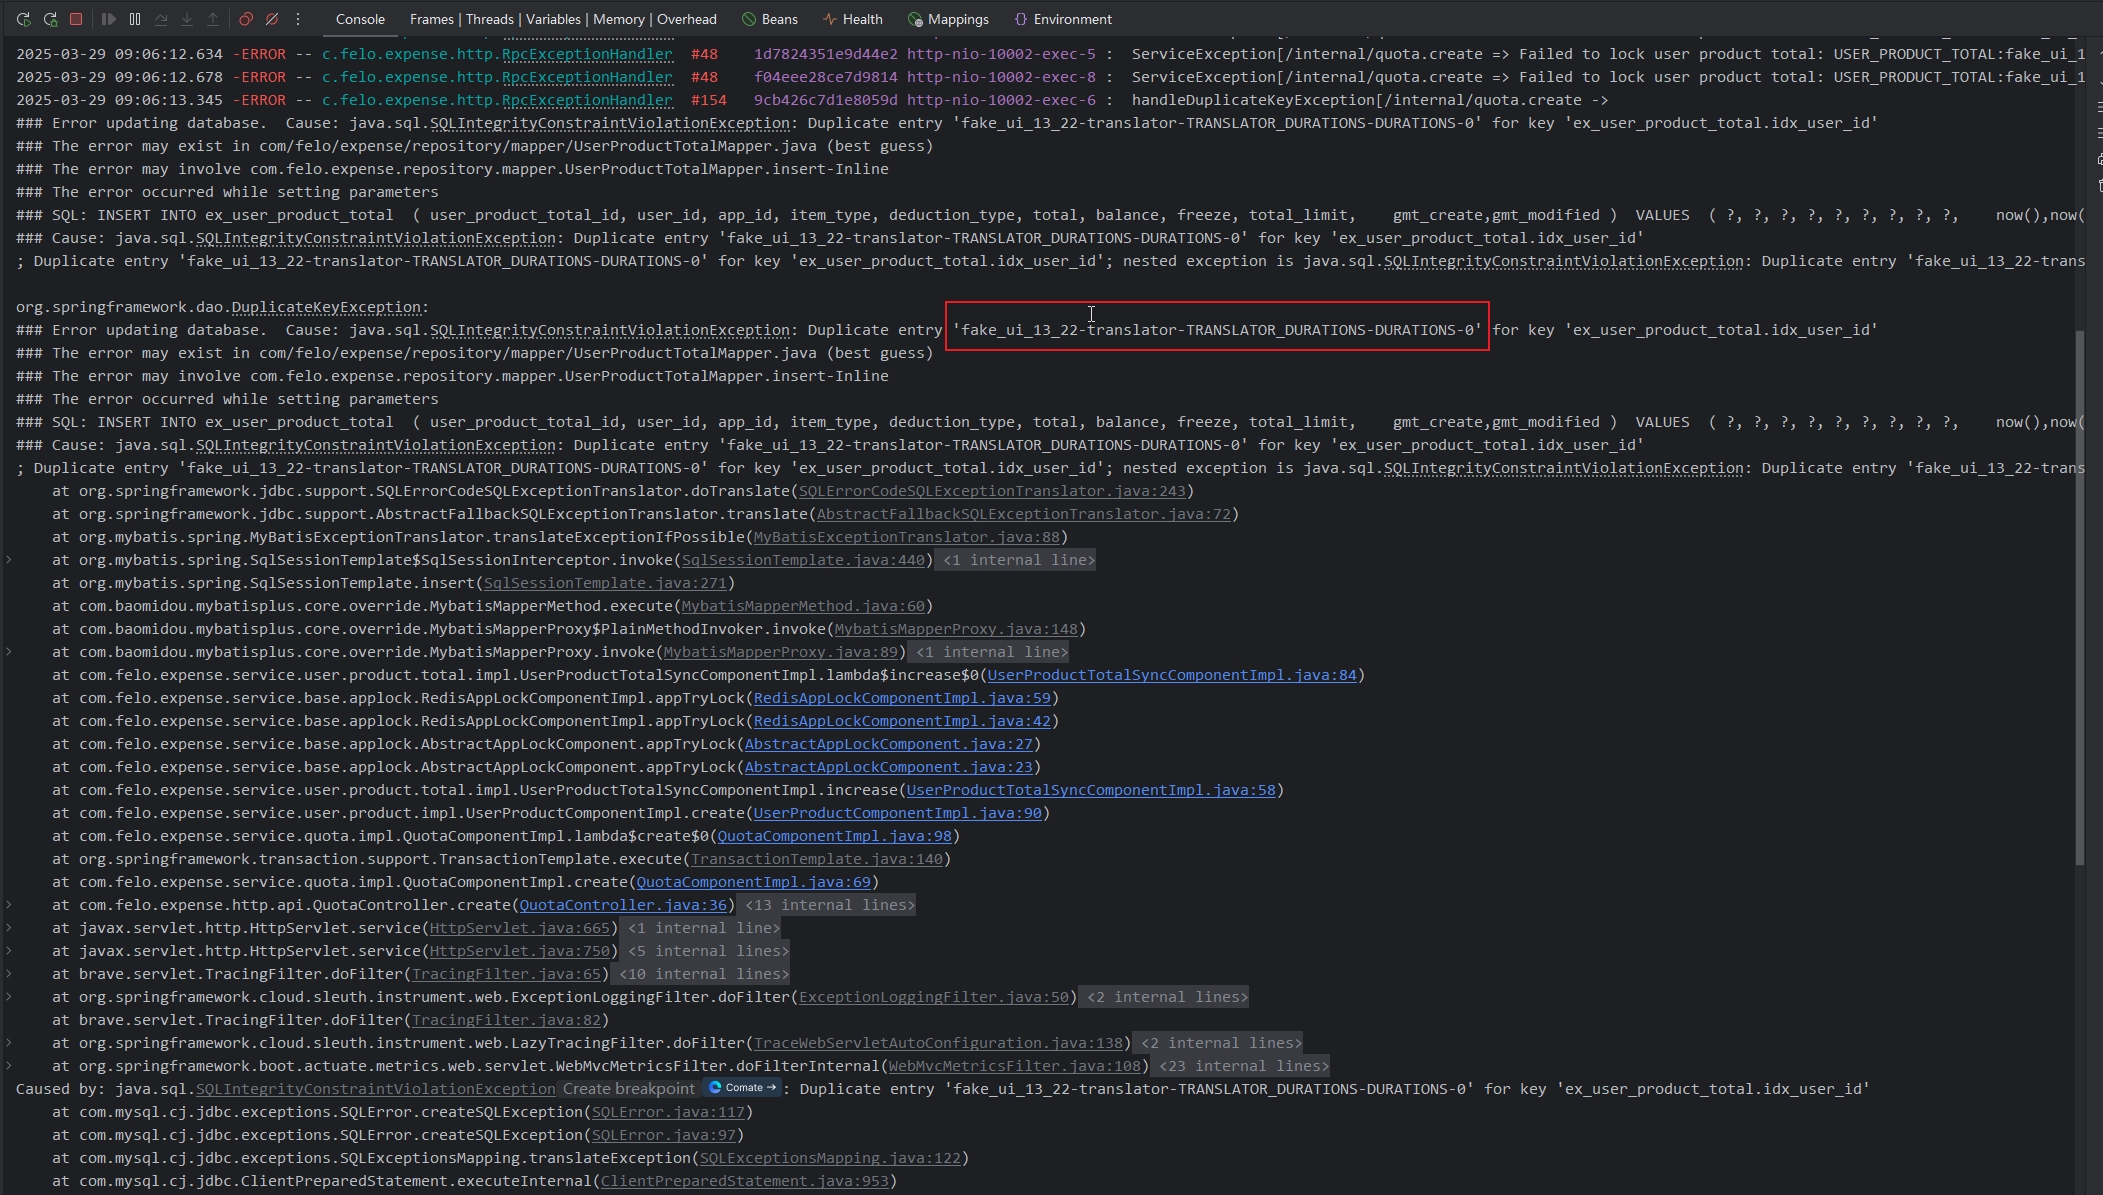 Console Frames | Threads | Variables | Memory | Overhead Beans Health Mappings Environment
2025-03-29 09:06:12.634 -ERROR -- c.felo.expense.http.RpcExceptionHandler #48 1d7824351e9d44e2 http-nio-10002-exec-5 : ServiceException[/internal/quota.create => Failed to lock user product total: USER_PRODUCT_TOTAL:fake_ui_1
2025-03-29 09:06:12.678 -ERROR -- c.felo.expense.http.RpcExceptionHandler #48 f04eee28ce7d9814 http-nio-10002-exec-8 : ServiceException[/internal/quota.create => Failed to lock user product total: USER_PRODUCT_TOTAL:fake_ui_1
2025-03-29 09:06:13.345 -ERROR -- c.felo.expense.http.RpcExceptionHandler #154 9cb426c7d1e8059d http-nio-10002-exec-6 : handleDuplicateKeyException[/internal/quota.create ->
### Error updating database. Cause: java.sql.SQLIntegrityConstraintViolationException: Duplicate entry 'fake_ui_13_22-translator-TRANSLATOR_DURATIONS-DURATIONS-0' for key 'ex_user_product_total.idx_user_id'
### The error may exist in com/felo/expense/repository/mapper/UserProductTotalMapper.java (best guess)
### The error may involve com.felo.expense.repository.mapper.UserProductTotalMapper.insert-Inline
### The error occurred while setting parameters
### SQL: INSERT INTO ex_user_product_total ( user_product_total_id, user_id, app_id, item_type, deduction_type, total, balance, freeze, total_limit, gmt_create,gmt_modified ) VALUES ( ?, ?, ?, ?, ?, ?, ?, ?, ?, now(),now(
### Cause: java.sql.SQLIntegrityConstraintViolationException: Duplicate entry 'fake_ui_13_22-translator-TRANSLATOR_DURATIONS-DURATIONS-0' for key 'ex_user_product_total.idx_user_id'
; Duplicate entry 'fake_ui_13_22-translator-TRANSLATOR_DURATIONS-DURATIONS-0' for key 'ex_user_product_total.idx_user_id'; nested exception is java.sql.SQLIntegrityConstraintViolationException: Duplicate entry 'fake_ui_13_22-trans
org.springframework.dao.DuplicateKeyException:
### Error updating database. Cause: java.sql.SQLIntegrityConstraintViolationException: Duplicate entry 'fake_ui_13_22-translator-TRANSLATOR_DURATIONS-DURATIONS-0' for key 'ex_user_product_total.idx_user_id'
### The error may exist in com/felo/expense/repository/mapper/UserProductTotalMapper.java (best guess)
### The error may involve com.felo.expense.repository.mapper.UserProductTotalMapper.insert-Inline
### The error occurred while setting parameters
### SQL: INSERT INTO ex_user_product_total ( user_product_total_id, user_id, app_id, item_type, deduction_type, total, balance, freeze, total_limit, gmt_create,gmt_modified ) VALUES ( ?, ?, ?, ?, ?, ?, ?, ?, ?, now(),now(
### Cause: java.sql.SQLIntegrityConstraintViolationException: Duplicate entry 'fake_ui_13_22-translator-TRANSLATOR_DURATIONS-DURATIONS-0' for key 'ex_user_product_total.idx_user_id'
; Duplicate entry 'fake_ui_13_22-translator-TRANSLATOR_DURATIONS-DURATIONS-0' for key 'ex_user_product_total.idx_user_id'; nested exception is java.sql.SQLIntegrityConstraintViolationException: Duplicate entry 'fake_ui_13_22-trans
at org.springframework.jdbc.support.SQLErrorCodeSQLExceptionTranslator.doTranslate(SQLErrorCodeSQLExceptionTranslator.java:243)
at org.springframework.jdbc.support.AbstractFallbackSQLExceptionTranslator.translate(AbstractFallbackSQLExceptionTranslator.java:72)
at org.mybatis.spring.MyBatisExceptionTranslator.translateExceptionIfPossible(MyBatisExceptionTranslator.java:88)
at org.mybatis.spring.SqlSessionTemplate$SqlSessionInterceptor.invoke(SqlSessionTemplate.java:440) <1 internal line>
at org.mybatis.spring.SqlSessionTemplate.insert(SqlSessionTemplate.java:271)
at com.baomidou.mybatisplus.core.override.MybatisMapperMethod.execute(MybatisMapperMethod.java:60)
at com.baomidou.mybatisplus.core.override.MybatisMapperProxy$PlainMethodInvoker.invoke(MybatisMapperProxy.java:148)
at com.baomidou.mybatisplus.core.override.MybatisMapperProxy.invoke(MybatisMapperProxy.java:89) <1 internal line>
at com.felo.expense.service.user.product.total.impl.UserProductTotalSyncComponentImpl.lambda$increase$0(UserProductTotalSyncComponentImpl.java:84)
at com.felo.expense.service.base.applock.RedisAppLockComponentImpl.appTryLock(RedisAppLockComponentImpl.java:59)
at com.felo.expense.service.base.applock.RedisAppLockComponentImpl.appTryLock(RedisAppLockComponentImpl.java:42)
at com.felo.expense.service.base.applock.AbstractAppLockComponent.appTryLock(AbstractAppLockComponent.java:27)
at com.felo.expense.service.base.applock.AbstractAppLockComponent.appTryLock(AbstractAppLockComponent.java:23)
at com.felo.expense.service.user.product.total.impl.UserProductTotalSyncComponentImpl.increase(UserProductTotalSyncComponentImpl.java:58)
at com.felo.expense.service.user.product.impl.UserProductComponentImpl.create(UserProductComponentImpl.java:90)
at com.felo.expense.service.quota.impl.QuotaComponentImpl.lambda$create$0(QuotaComponentImpl.java:98)
at org.springframework.transaction.support.TransactionTemplate.execute(TransactionTemplate.java:140)
at com.felo.expense.service.quota.impl.QuotaComponentImpl.create(QuotaComponentImpl.java:69)
at com.felo.expense.http.api.QuotaController.create(QuotaController.java:36) <13 internal lines>
at javax.servlet.http.HttpServlet.service(HttpServlet.java:665) <1 internal line>
at javax.servlet.http.HttpServlet.service(HttpServlet.java:750) <5 internal lines>
at brave.servlet.TracingFilter.doFilter(TracingFilter.java:65) <10 internal lines>
at org.springframework.cloud.sleuth.instrument.web.ExceptionLoggingFilter.doFilter(ExceptionLoggingFilter.java:50) <2 internal lines>
at brave.servlet.TracingFilter.doFilter(TracingFilter.java:82)
at org.springframework.cloud.sleuth.instrument.web.LazyTracingFilter.doFilter(TraceWebServletAutoConfiguration.java:138) <2 internal lines>
at org.springframework.boot.actuate.metrics.web.servlet.WebMvcMetricsFilter.doFilterInternal(WebMvcMetricsFilter.java:108) <23 internal lines>
Caused by: java.sql.SQLIntegrityConstraintViolationException Create breakpoint Comate → : Duplicate entry 'fake_ui_13_22-translator-TRANSLATOR_DURATIONS-DURATIONS-0' for key 'ex_user_product_total.idx_user_id'
at com.mysql.cj.jdbc.exceptions.SQLError.createSQLException(SQLError.java:117)
at com.mysql.cj.jdbc.exceptions.SQLError.createSQLException(SQLError.java:97)
at com.mysql.cj.jdbc.exceptions.SQLExceptionsMapping.translateException(SQLExceptionsMapping.java:122)
at com.mysql.cj.jdbc.ClientPreparedStatement.executeInternal(ClientPreparedStatement.java:953)